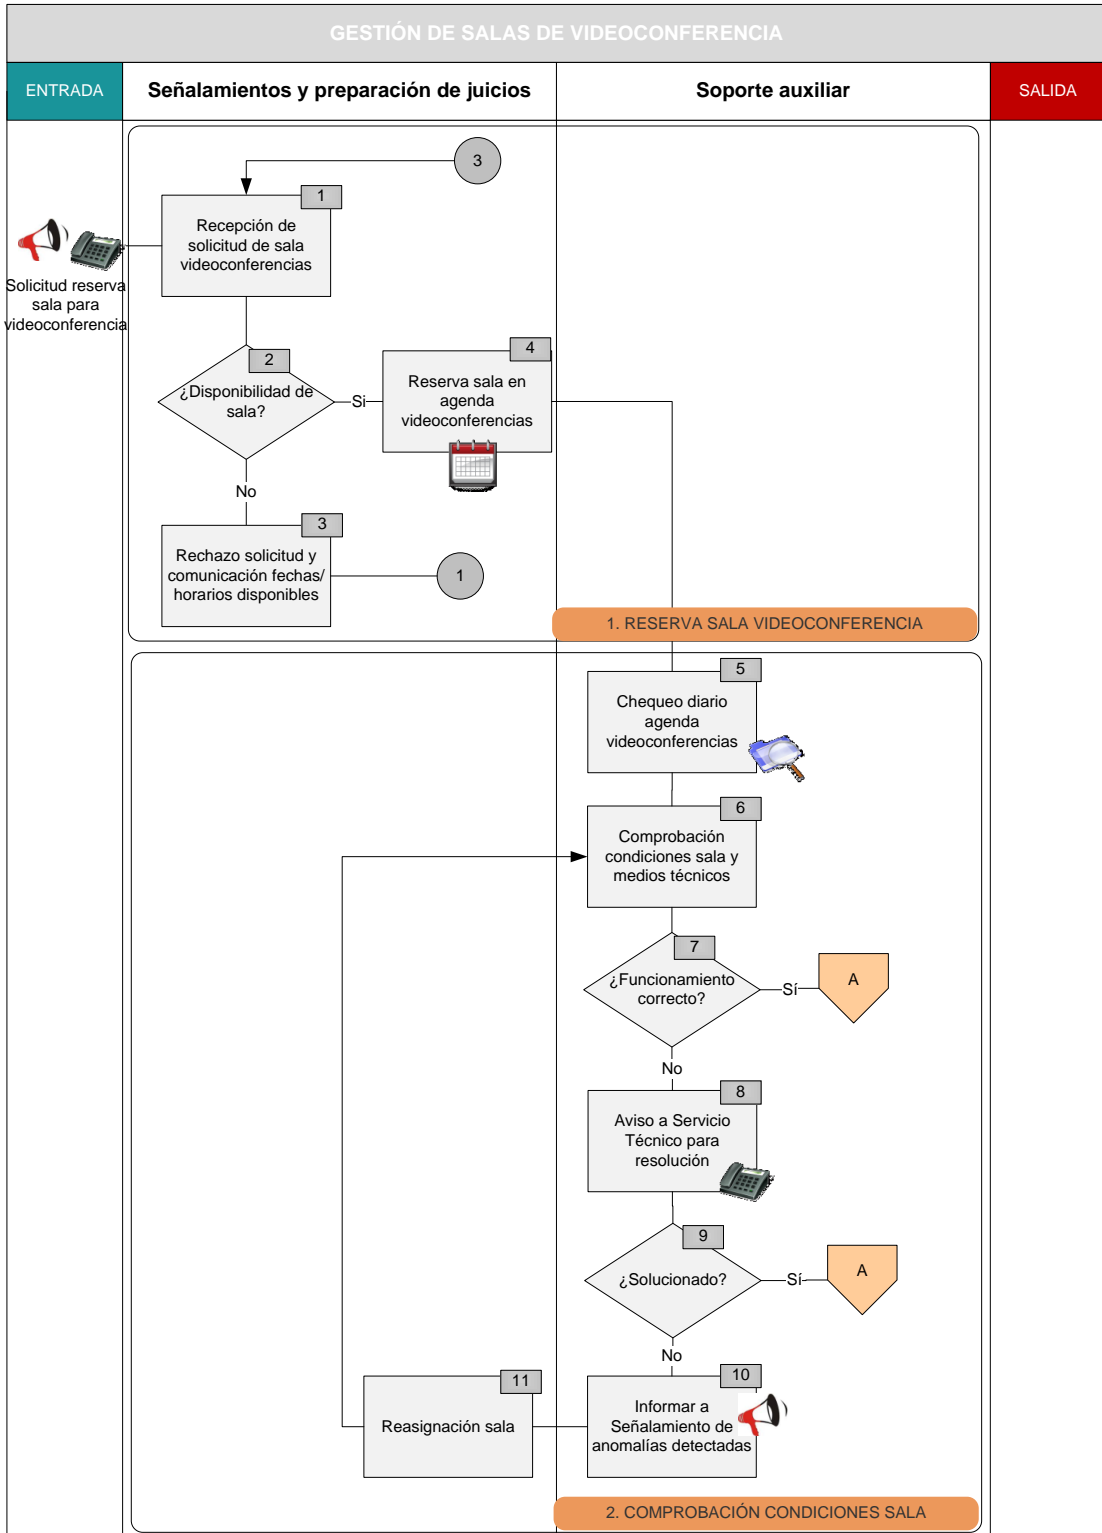 GESTIÓN DE SALAS DE VIDEOCONFERENCIA
ENTRADA
Señalamientos y preparación de juicios
Soporte auxiliar
SALIDA
3
1
Recepción de
solicitud de sala
videoconferencias
Solicitud reserva
sala para
videoconferencia
2
¿Disponibilidad de
sala?
Si
4
Reserva sala en
agenda
videoconferencias
No
3
Rechazo solicitud y
comunicación fechas/
horarios disponibles
1
1. RESERVA SALA VIDEOCONFERENCIA
5
Chequeo diario
agenda
videoconferencias
6
Comprobación
condiciones sala y
medios técnicos
7
¿Funcionamiento
correcto?
Sí
A
No
8
Aviso a Servicio
Técnico para
resolución
9
¿Solucionado?
Sí
A
No
10
Informar a
Señalamiento de
anomalías detectadas
11
Reasignación sala
2. COMPROBACIÓN CONDICIONES SALA